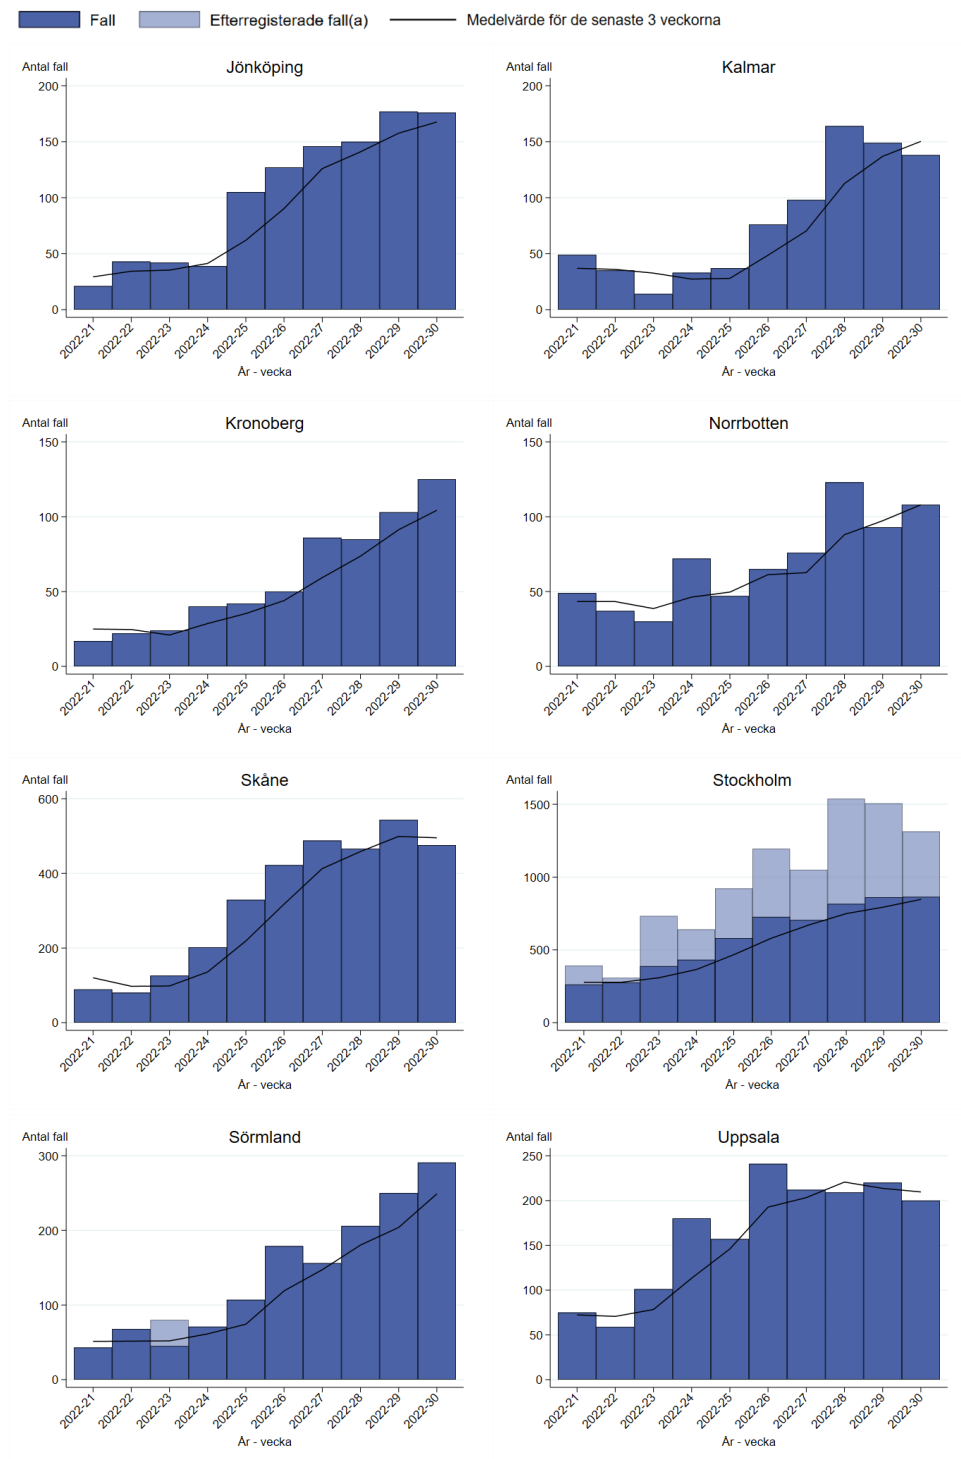 Fall Efterregisterade fall(a) Medelvärde för de senaste 3 veckorna
Antal fall
Jönköping
200
150
100
50
0
2022-21 2022-22 2022-23 2022-24 2022-25 2022-26 2022-27 2022-28 2022-29 2022-30
År - vecka
Antal fall
Kalmar
200
150
100
50
0
2022-21 2022-22 2022-23 2022-24 2022-25 2022-26 2022-27 2022-28 2022-29 2022-30
År - vecka
Antal fall
Kronoberg
150
100
50
0
2022-21 2022-22 2022-23 2022-24 2022-25 2022-26 2022-27 2022-28 2022-29 2022-30
År - vecka
Antal fall
Norrbotten
150
100
50
0
2022-21 2022-22 2022-23 2022-24 2022-25 2022-26 2022-27 2022-28 2022-29 2022-30
År - vecka
Antal fall
Skåne
600
400
200
0
2022-21 2022-22 2022-23 2022-24 2022-25 2022-26 2022-27 2022-28 2022-29 2022-30
År - vecka
Antal fall
Stockholm
1500
1000
500
0
2022-21 2022-22 2022-23 2022-24 2022-25 2022-26 2022-27 2022-28 2022-29 2022-30
År - vecka
Antal fall
Sörmland
300
200
100
0
2022-21 2022-22 2022-23 2022-24 2022-25 2022-26 2022-27 2022-28 2022-29 2022-30
År - vecka
Antal fall
Uppsala
250
200
150
100
50
0
2022-21 2022-22 2022-23 2022-24 2022-25 2022-26 2022-27 2022-28 2022-29 2022-30
År - vecka